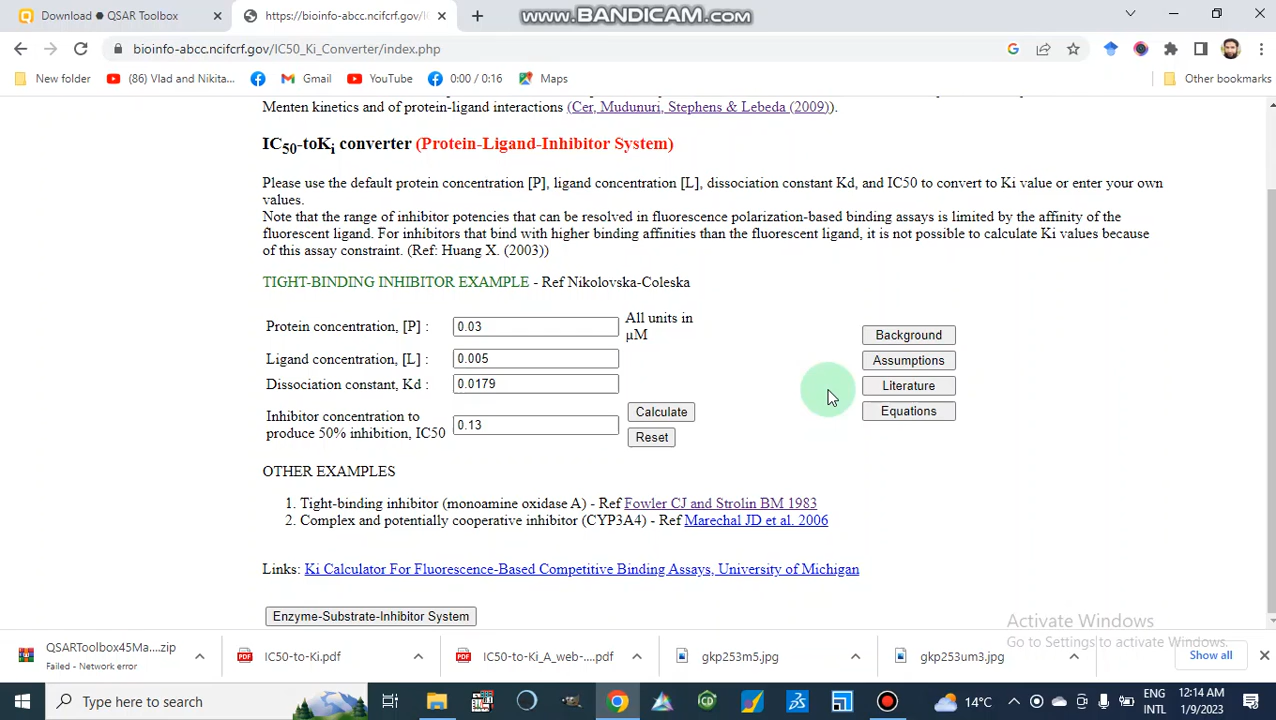 Download ● QSAR Toolbox
https://bioinfo-abcc.ncifcrf.gov/I
www.BANDICAM.com
bioinfo-abcc.ncifcrf.gov/IC50_Ki_Converter/index.php
New folder
(86) Vlad and Nikita...
Gmail
YouTube
0:00 / 0:16
Maps
Other bookmarks
Menten kinetics and of protein-ligand interactions (Cer, Mudunuri, Stephens & Lebeda (2009)).
IC50-toKi converter (Protein-Ligand-Inhibitor System)
Please use the default protein concentration [P], ligand concentration [L], dissociation constant Kd, and IC50 to convert to Ki value or enter your own
values.
Note that the range of inhibitor potencies that can be resolved in fluorescence polarization-based binding assays is limited by the affinity of the
fluorescent ligand. For inhibitors that bind with higher binding affinities than the fluorescent ligand, it is not possible to calculate Ki values because
of this assay constraint. (Ref: Huang X. (2003))
TIGHT-BINDING INHIBITOR EXAMPLE - Ref Nikolovska-Coleska
Protein concentration, [P] : 0.03 All units in
µM
Ligand concentration, [L] : 0.005
Dissociation constant, Kd : 0.0179
Inhibitor concentration to
produce 50% inhibition, IC50 0.13
Calculate
Reset
Background
Assumptions
Literature
Equations
OTHER EXAMPLES
1. Tight-binding inhibitor (monoamine oxidase A) - Ref Fowler CJ and Strolin BM 1983
2. Complex and potentially cooperative inhibitor (CYP3A4) - Ref Marechal JD et al. 2006
Links: Ki Calculator For Fluorescence-Based Competitive Binding Assays, University of Michigan
Enzyme-Substrate-Inhibitor System
Activate Windows
Go to Settings to activate Windows.
QSARToolbox45Ma....zip
Failed - Network error
IC50-to-Ki.pdf
IC50-to-Ki_A_web-....pdf
gkp253m5.jpg
gkp253um3.jpg
Show all
Type here to search
14°C
ENG
INTL
12:14 AM
1/9/2023